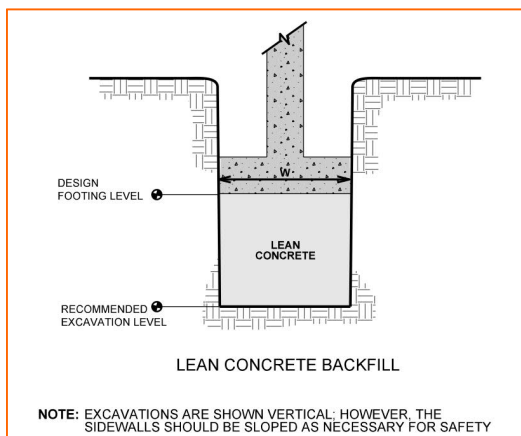 DESIGN
FOOTING LEVEL
W
LEAN
CONCRETE
RECOMMENDED
EXCAVATION LEVEL
LEAN CONCRETE BACKFILL
NOTE: EXCAVATIONS ARE SHOWN VERTICAL; HOWEVER, THE
SIDEWALLS SHOULD BE SLOPED AS NECESSARY FOR SAFETY